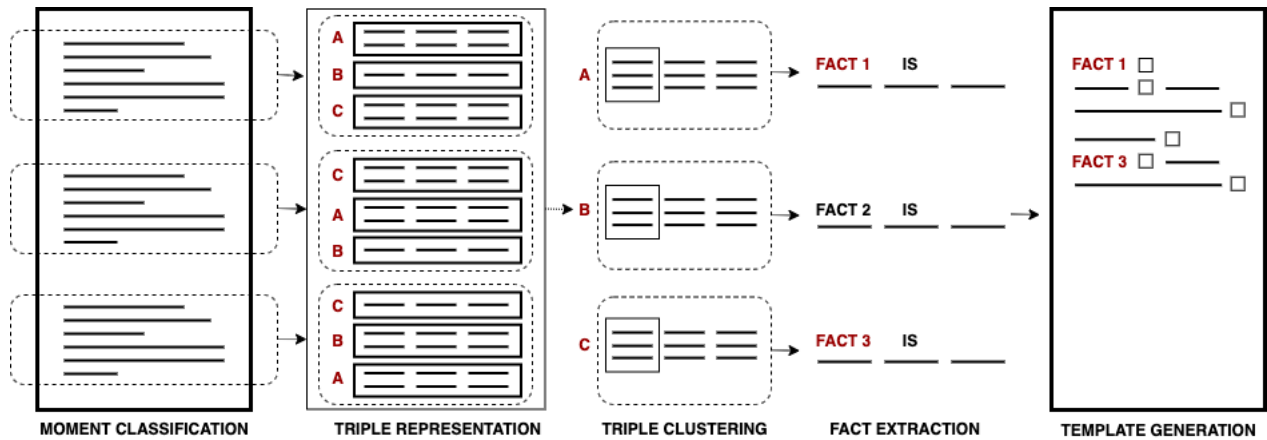 A
B
C
C
A
B
C
B
A
A
B
C
FACT 1 IS
FACT 2 IS
FACT 3 IS
FACT 1
FACT 3
MOMENT CLASSIFICATION
TRIPLE REPRESENTATION
TRIPLE CLUSTERING
FACT EXTRACTION
TEMPLATE GENERATION